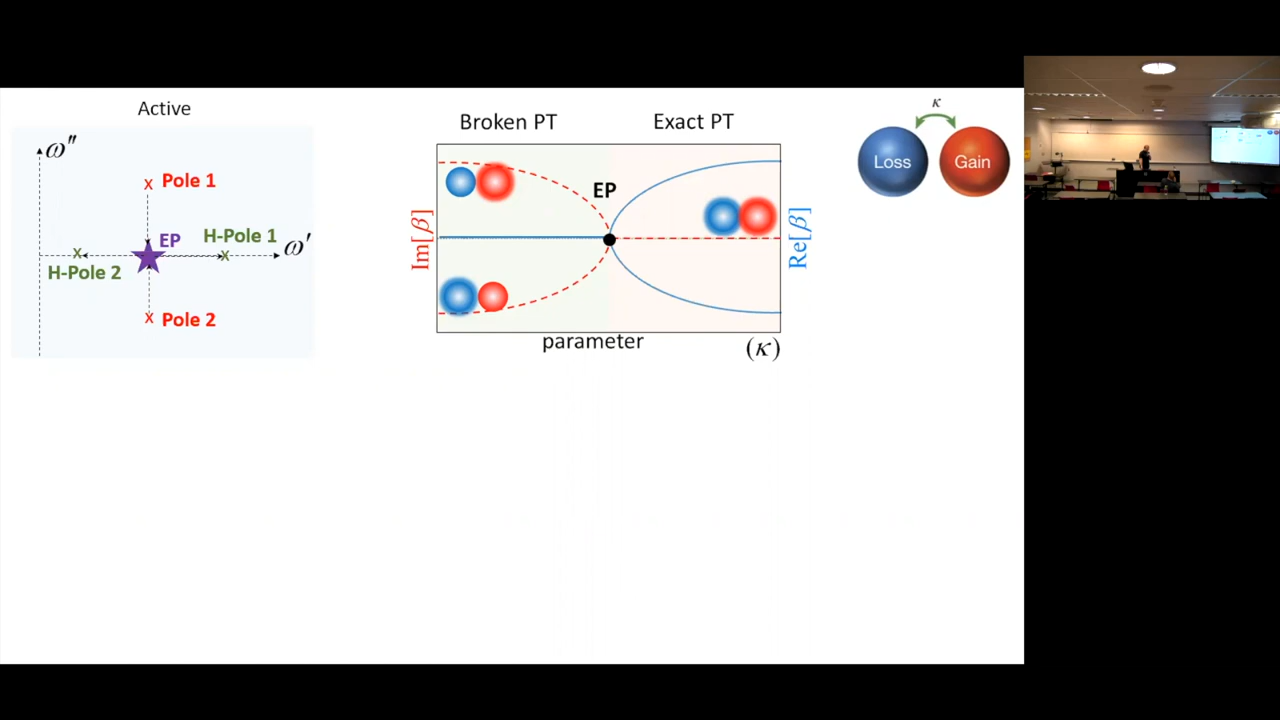 Active
ω″
Pole 1
EP
H-Pole 1
ω′
H-Pole 2
Pole 2
Broken PT
Exact PT
EP
Im[β]
Re[β]
parameter
(κ)
κ
Loss
Gain